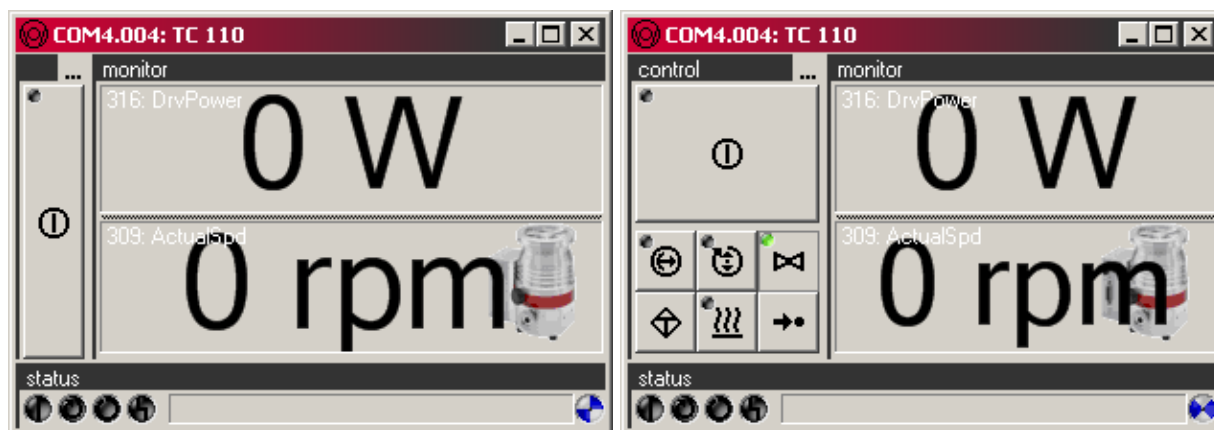 COM4.004: TC 110
...
monitor
316: DrvPower
0 W
309: ActualSpd
0 rpm
status
COM4.004: TC 110
control
...
monitor
316: DrvPower
0 W
309: ActualSpd
0 rpm
status